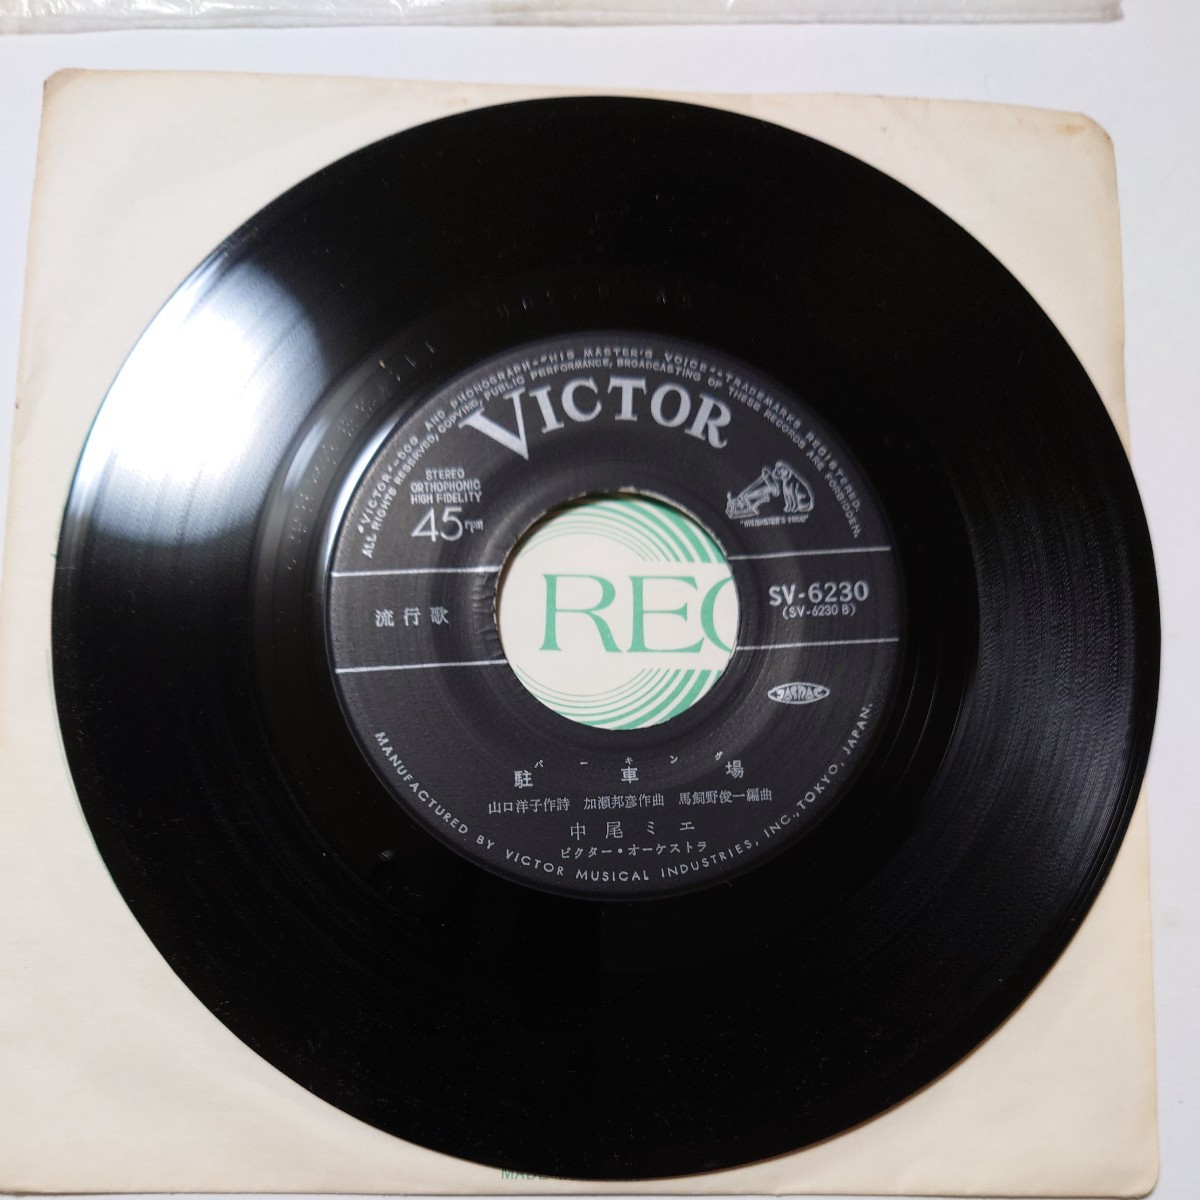 "VICTOR"–DOG AND PHONOGRAPH–"HIS MASTER'S VOICE" TRADEMARKS REGISTERED.
ALL RIGHTS RESERVED, COPYING, PUBLIC PERFORMANCE, BROADCASTING OF THESE RECORDS ARE FORBIDDEN.
VICTOR
STEREO
ORTHOPHONIC
HIGH FIDELITY
45rpm
"HIS MASTER'S VOICE"
REC
流行歌
SV-6230
(SV-6230 B)
JASRAC
パーキング
駐車場
山口洋子作詩 加瀬邦彦作曲 馬飼野俊一編曲
中尾ミエ
ビクター・オーケストラ
MANUFACTURED BY VICTOR MUSICAL INDUSTRIES, INC., TOKYO, JAPAN.